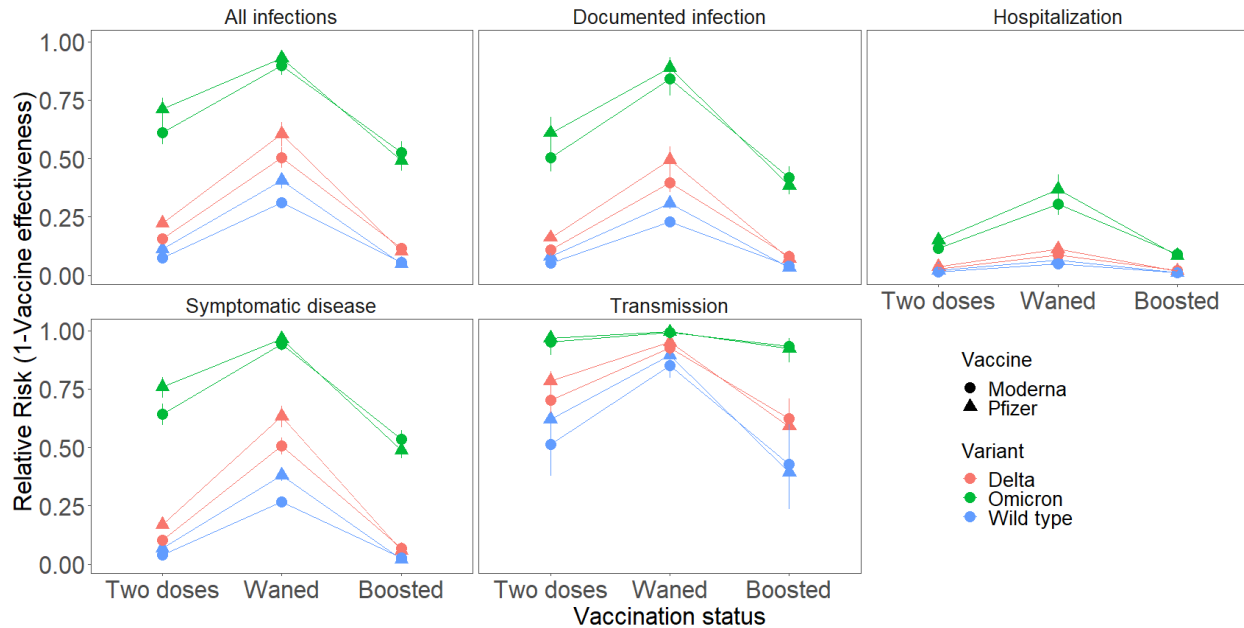 All infections
Documented infection
Hospitalization
1.00
0.75
0.50
0.25
0.00
Two doses
Waned
Boosted
Symptomatic disease
Transmission
1.00
0.75
0.50
0.25
0.00
Two doses
Waned
Boosted
Two doses
Waned
Boosted
Relative Risk (1-Vaccine effectiveness)
Vaccination status
Vaccine
Moderna
Pfizer
Variant
Delta
Omicron
Wild type